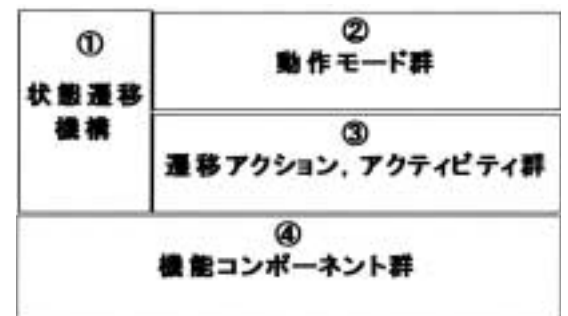 ①
状態遷移
機構
②
動作モード群
③
遷移アクション，アクティビティ群
④
機能コンポーネント群